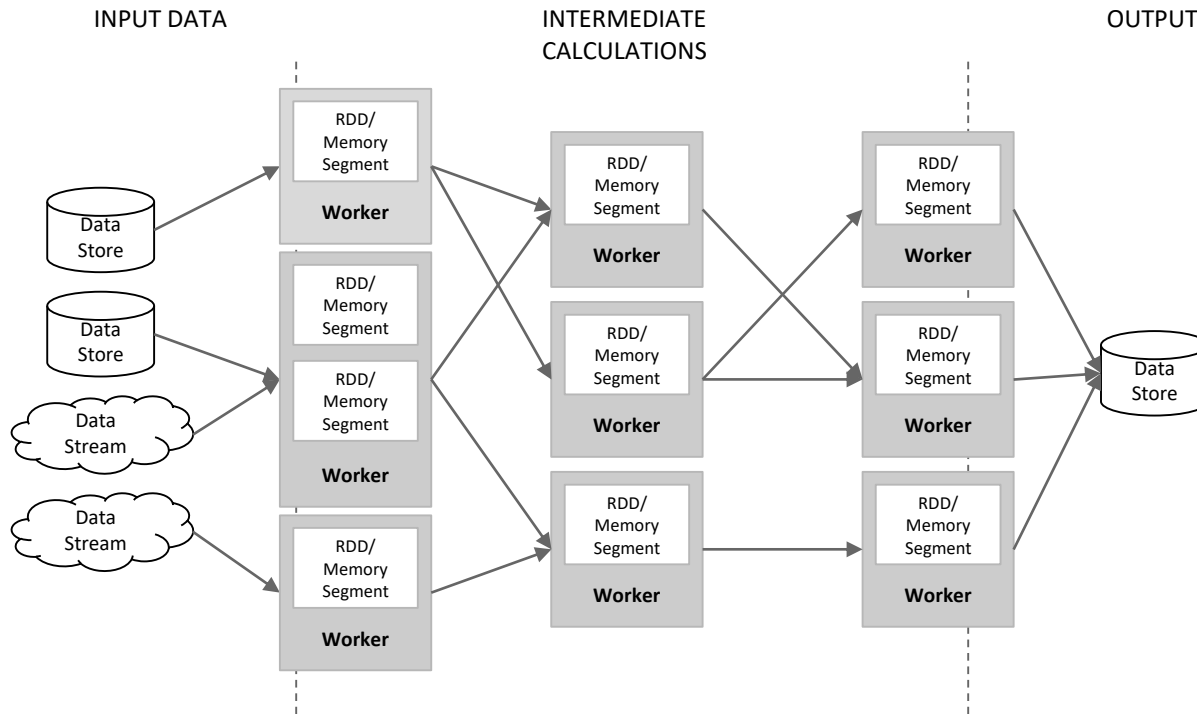 INPUT DATA
INTERMEDIATE
CALCULATIONS
OUTPUT
Data
Store
Data
Store
Data
Stream
Data
Stream
RDD/
Memory
Segment
Worker
RDD/
Memory
Segment
RDD/
Memory
Segment
Worker
RDD/
Memory
Segment
Worker
RDD/
Memory
Segment
Worker
RDD/
Memory
Segment
Worker
RDD/
Memory
Segment
Worker
RDD/
Memory
Segment
Worker
RDD/
Memory
Segment
Worker
RDD/
Memory
Segment
Worker
Data
Store